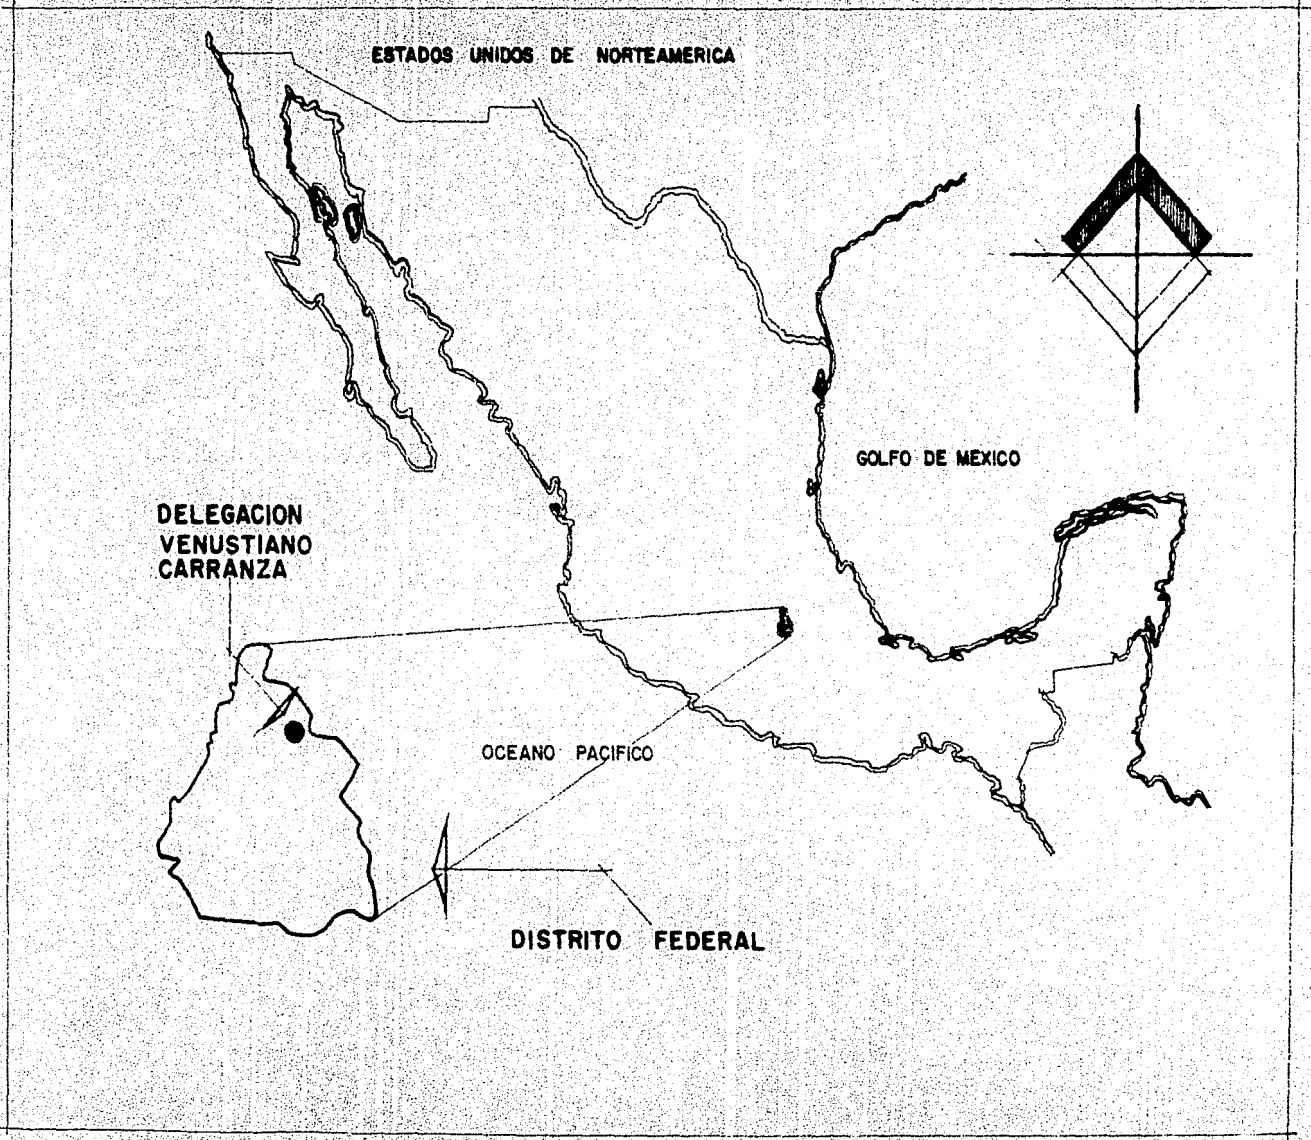 ESTADOS UNIDOS DE NORTEAMERICA
GOLFO DE MEXICO
DELEGACION
VENUSTIANO
CARRANZA
OCEANO PACIFICO
DISTRITO FEDERAL